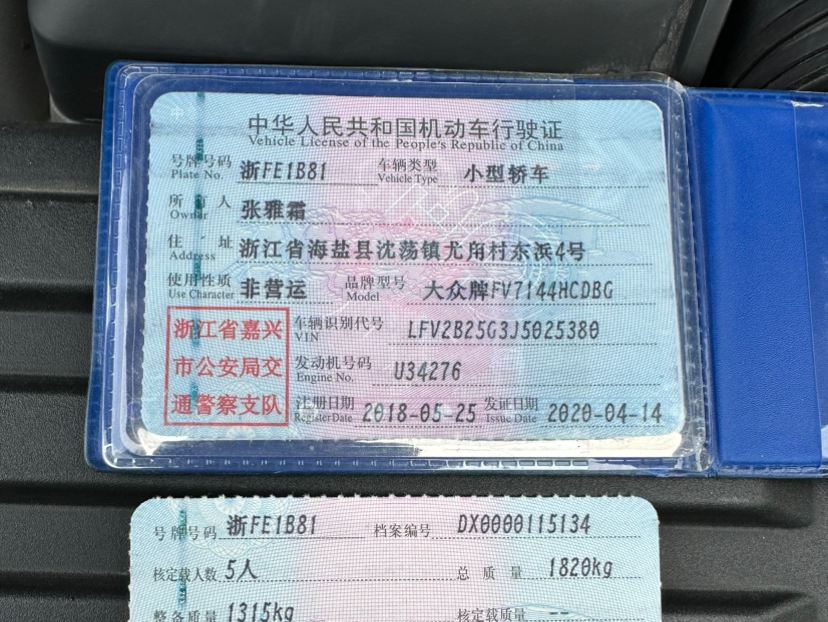 中华人民共和国机动车行驶证
Vehicle License of the People's Republic of China
号牌号码 浙FE1B81 车辆类型 小型轿车
Plate No. Vehicle Type
所有人 张雅霜
Owner
住址 浙江省海盐县沈荡镇尤角村东浜4号
Address
使用性质 非营运 品牌型号 大众牌FV7144HCDBG
Use Character Model
浙江省嘉兴
市公安局交
通警察支队
车辆识别代号 LFV2B25G3J5025380
VIN
发动机号码 U34276
Engine No.
注册日期 2018-05-25 发证日期 2020-04-14
Register Date Issue Date
号牌号码 浙FE1B81 档案编号 DX0000115134
核定载人数 5人 总质量 1820kg
整备质量 1315kg 核定载质量 --